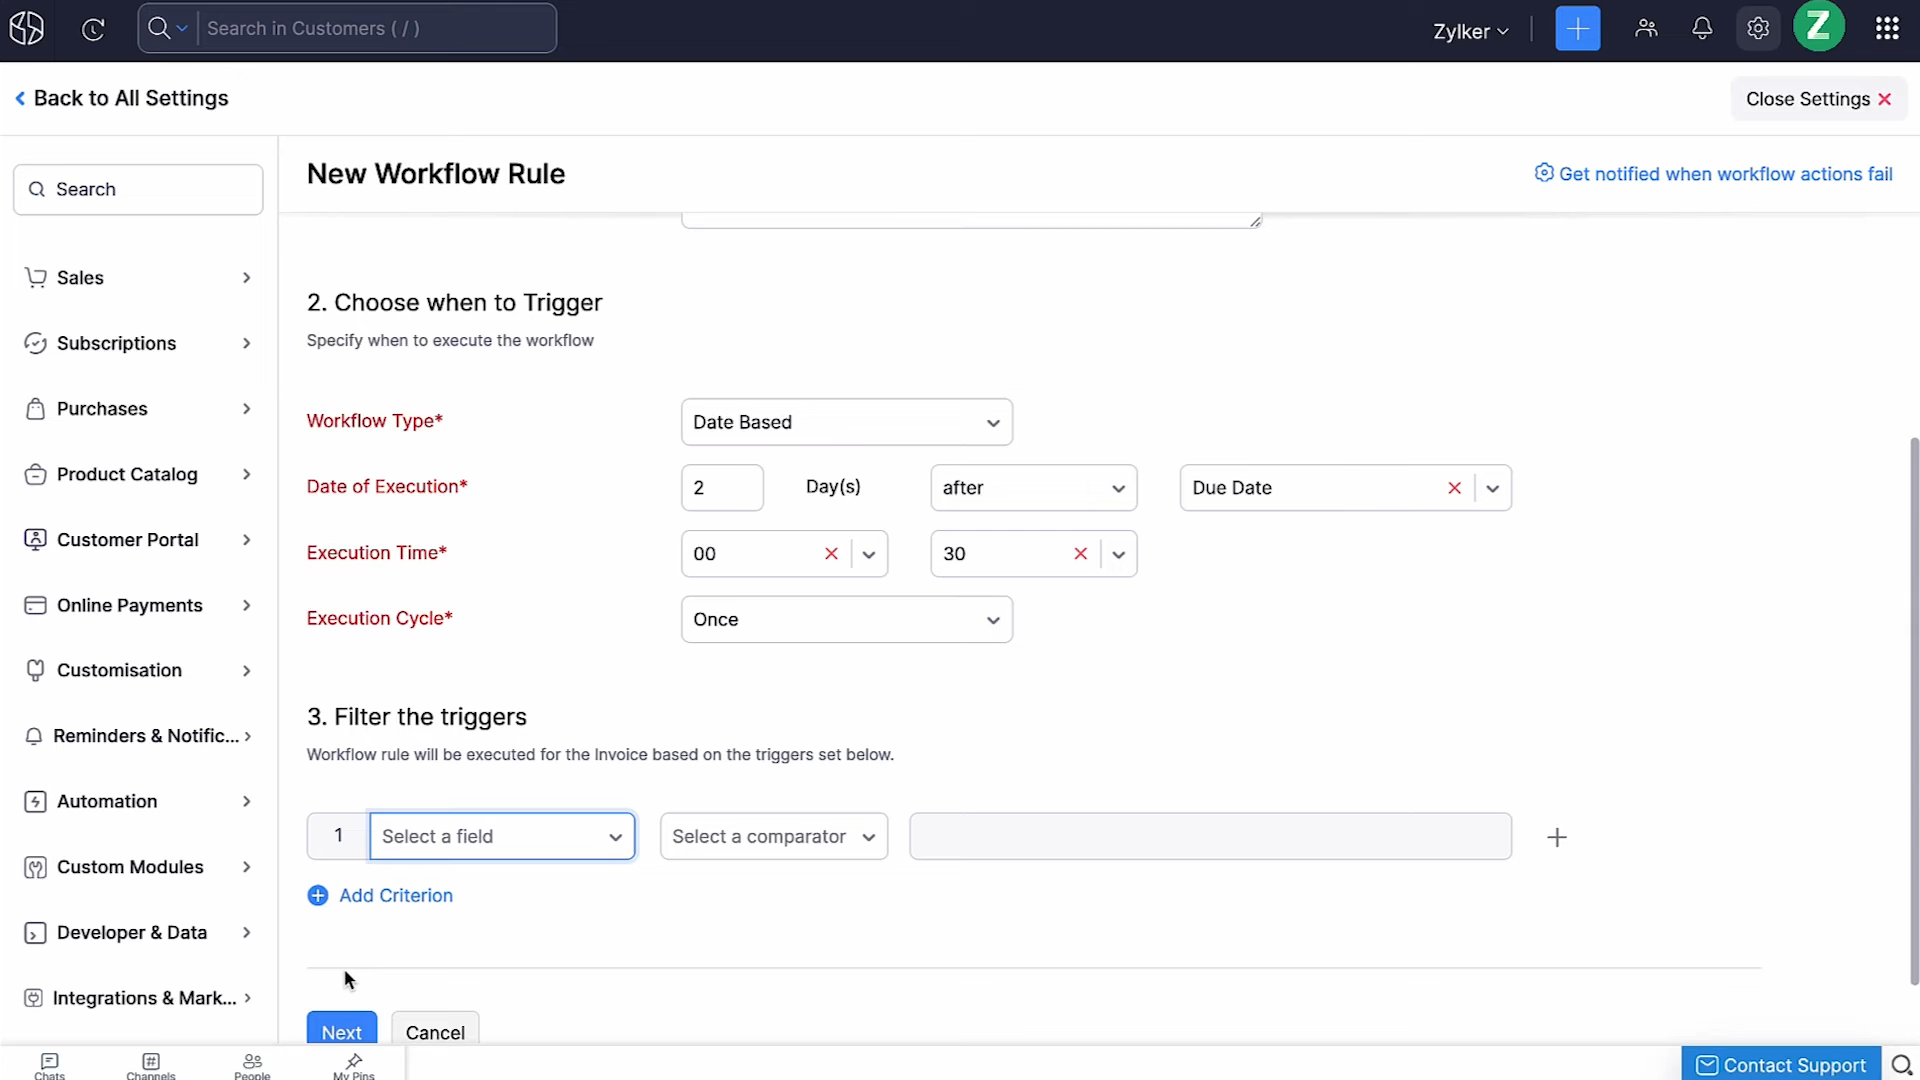 Search in Customers ( / )
Zylker
Z
Back to All Settings
Close Settings
Search
New Workflow Rule
Get notified when workflow actions fail
Sales
Subscriptions
Purchases
Product Catalog
Customer Portal
Online Payments
Customisation
Reminders & Notific...
Automation
Custom Modules
Developer & Data
Integrations & Mark...
2. Choose when to Trigger
Specify when to execute the workflow
Workflow Type* Date Based
Date of Execution* 2 Day(s) after Due Date
Execution Time* 00 30
Execution Cycle* Once
3. Filter the triggers
Workflow rule will be executed for the Invoice based on the triggers set below.
1 Select a field Select a comparator
Add Criterion
Next Cancel
Chats Channels People My Pins
Contact Support